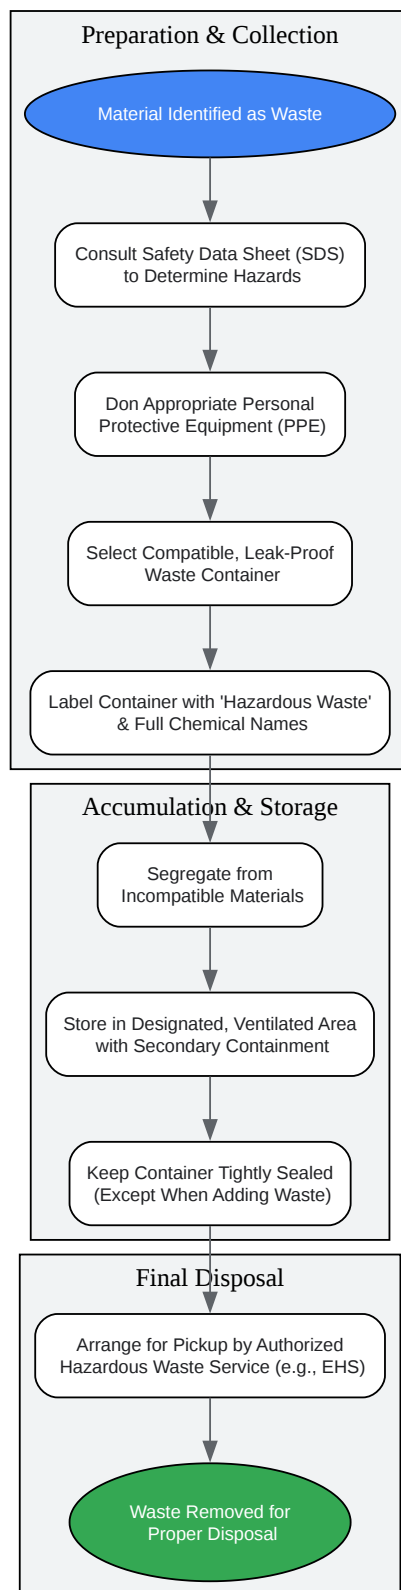 Preparation & Collection
Material Identified as Waste
Consult Safety Data Sheet (SDS)
to Determine Hazards
Don Appropriate Personal
Protective Equipment (PPE)
Select Compatible, Leak-Proof
Waste Container
Label Container with 'Hazardous Waste'
& Full Chemical Names
Accumulation & Storage
Segregate from
Incompatible Materials
Store in Designated, Ventilated Area
with Secondary Containment
Keep Container Tightly Sealed
(Except When Adding Waste)
Final Disposal
Arrange for Pickup by Authorized
Hazardous Waste Service (e.g., EHS)
Waste Removed for
Proper Disposal